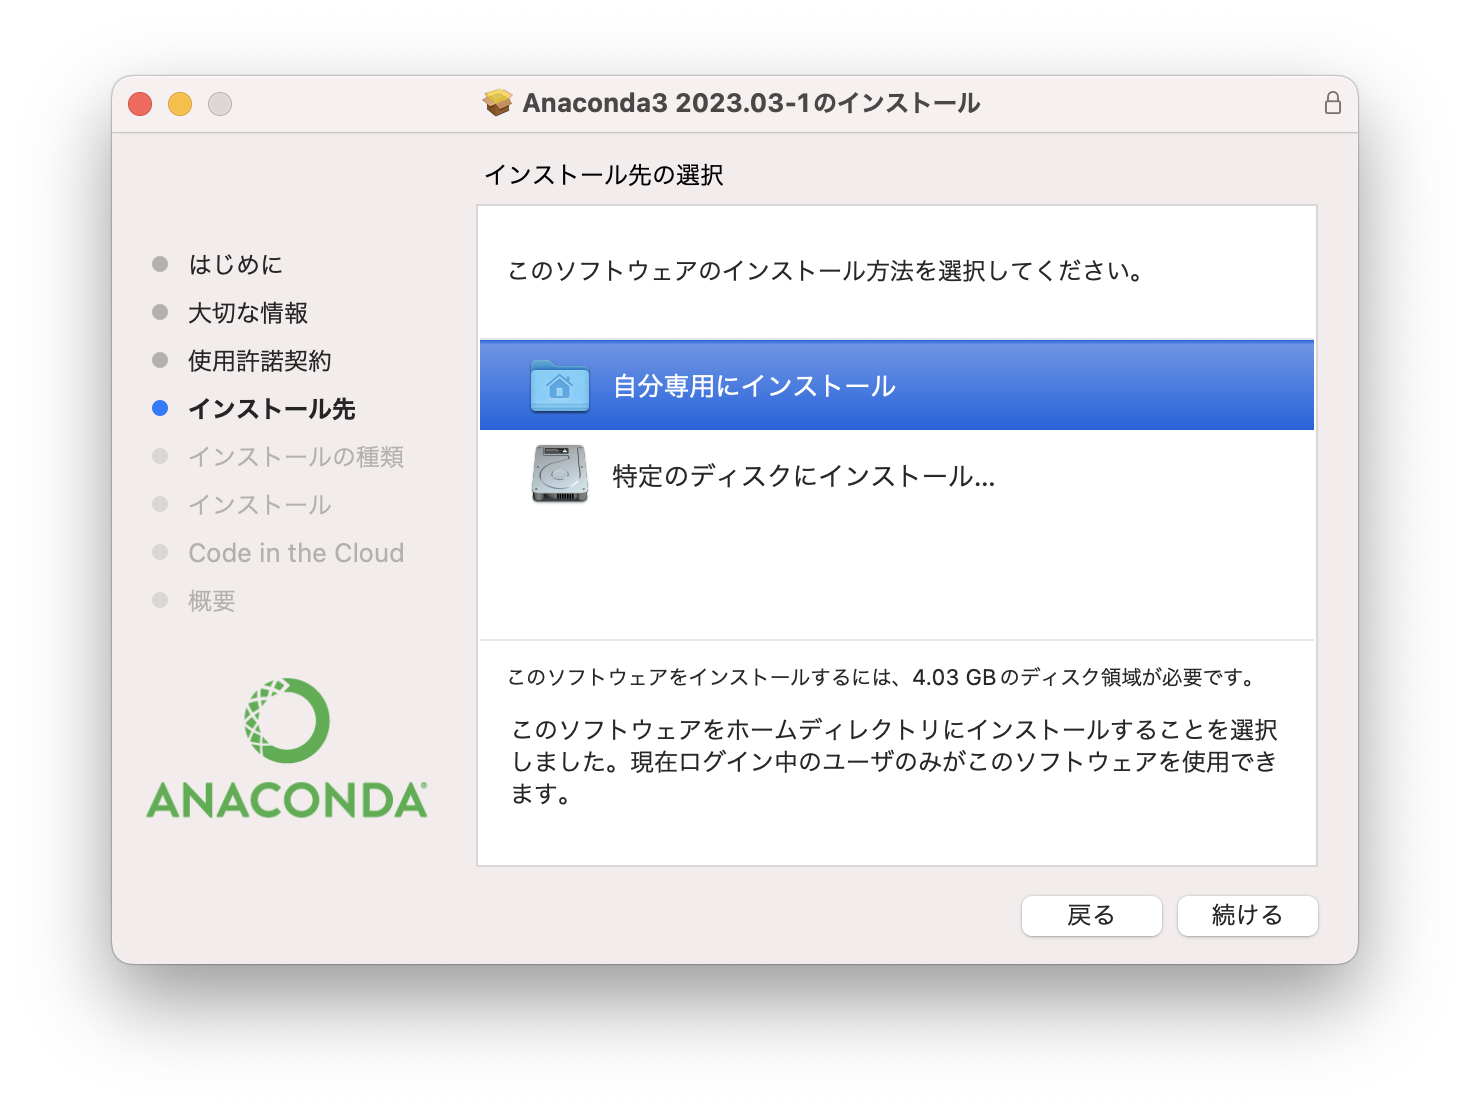 Anaconda3 2023.03-1のインストール
インストール先の選択
はじめに
大切な情報
使用許諾契約
インストール先
インストールの種類
インストール
Code in the Cloud
概要
ANACONDA®
このソフトウェアのインストール方法を選択してください。
自分専用にインストール
特定のディスクにインストール...
このソフトウェアをインストールするには、4.03 GBのディスク領域が必要です。
このソフトウェアをホームディレクトリにインストールすることを選択
しました。現在ログイン中のユーザのみがこのソフトウェアを使用でき
ます。
戻る
続ける